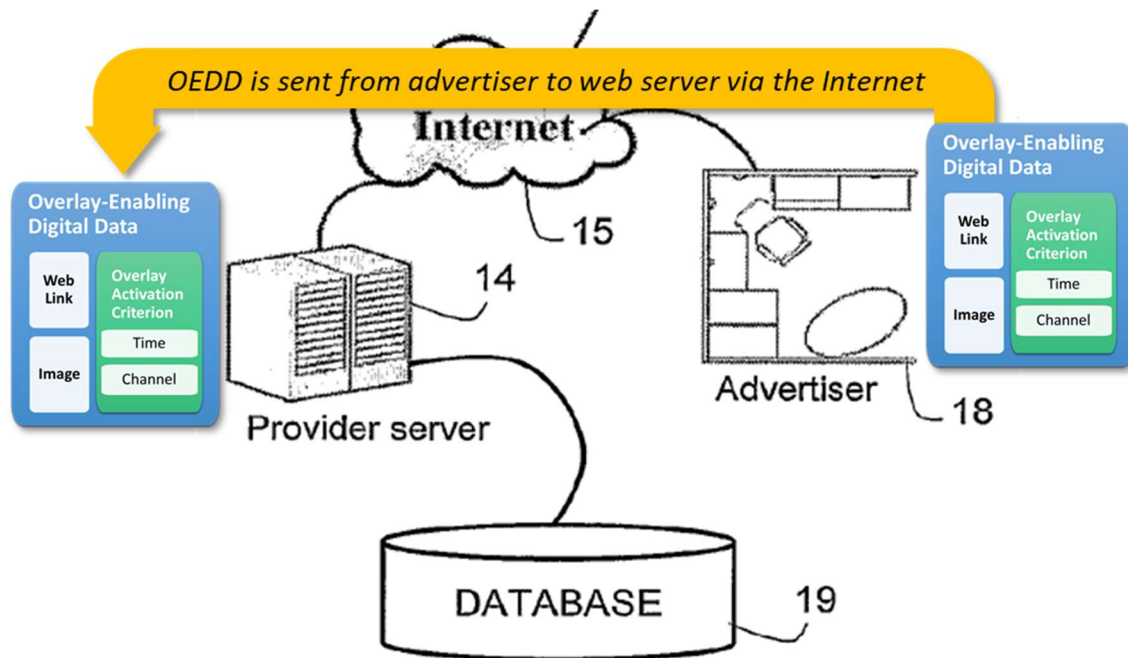 OEDD is sent from advertiser to web server via the Internet
Internet
15
Overlay-Enabling
Digital Data
Web
Link
Image
Overlay
Activation
Criterion
Time
Channel
14
Provider server
Overlay-Enabling
Digital Data
Web
Link
Image
Overlay
Activation
Criterion
Time
Channel
Advertiser
18
DATABASE
19